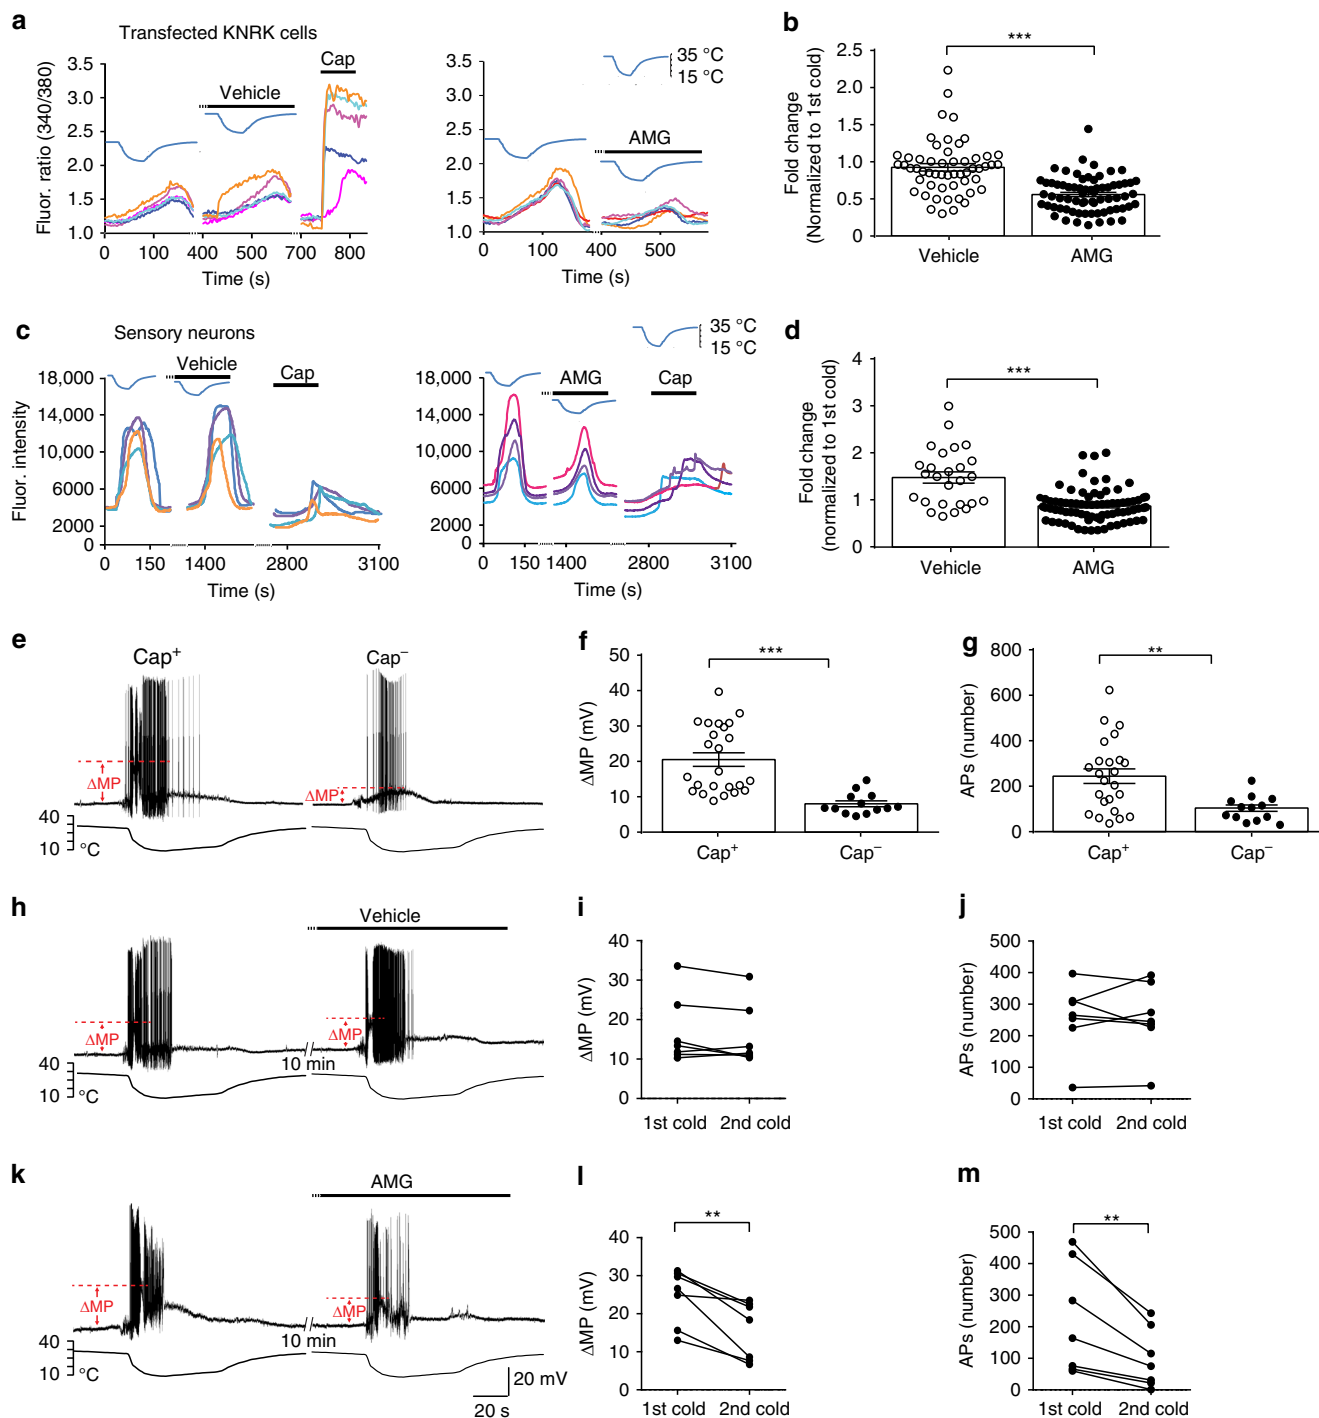 a
Transfected KNRK cells
Fluor. ratio (340/380)
3.5
3.0
2.5
2.0
1.5
1.0
Vehicle
Cap
0 100 200 400 500 600 700 800
Time (s)
3.5
3.0
2.5
2.0
1.5
1.0
35 °C
15 °C
AMG
0 100 400 500
Time (s)
b
Fold change
(Normalized to 1st cold)
2.5
2.0
1.5
1.0
0.5
0
***
Vehicle AMG
c
Sensory neurons
Fluor. intensity
18,000
14,000
10,000
6000
2000
0
Vehicle
Cap
0 150 1400 2800 3100
Time (s)
18,000
14,000
10,000
6000
2000
0
35 °C
15 °C
AMG
Cap
0 150 1400 2800 3100
Time (s)
d
Fold change
(normalized to 1st cold)
4
3
2
1
0
***
Vehicle AMG
e
Cap+
Cap−
ΔMP
ΔMP
40
10
°C
f
ΔMP (mV)
50
40
30
20
10
0
***
Cap+ Cap−
g
APs (number)
800
600
400
200
0
**
Cap+ Cap−
h
Vehicle
ΔMP
ΔMP
10 min
40
10
°C
i
ΔMP (mV)
40
30
20
10
0
1st cold 2nd cold
j
APs (number)
500
400
300
200
100
0
1st cold 2nd cold
k
AMG
ΔMP
ΔMP
10 min
40
10
°C
20 mV
20 s
l
ΔMP (mV)
40
30
20
10
0
**
1st cold 2nd cold
m
APs (number)
500
400
300
200
100
0
**
1st cold 2nd cold